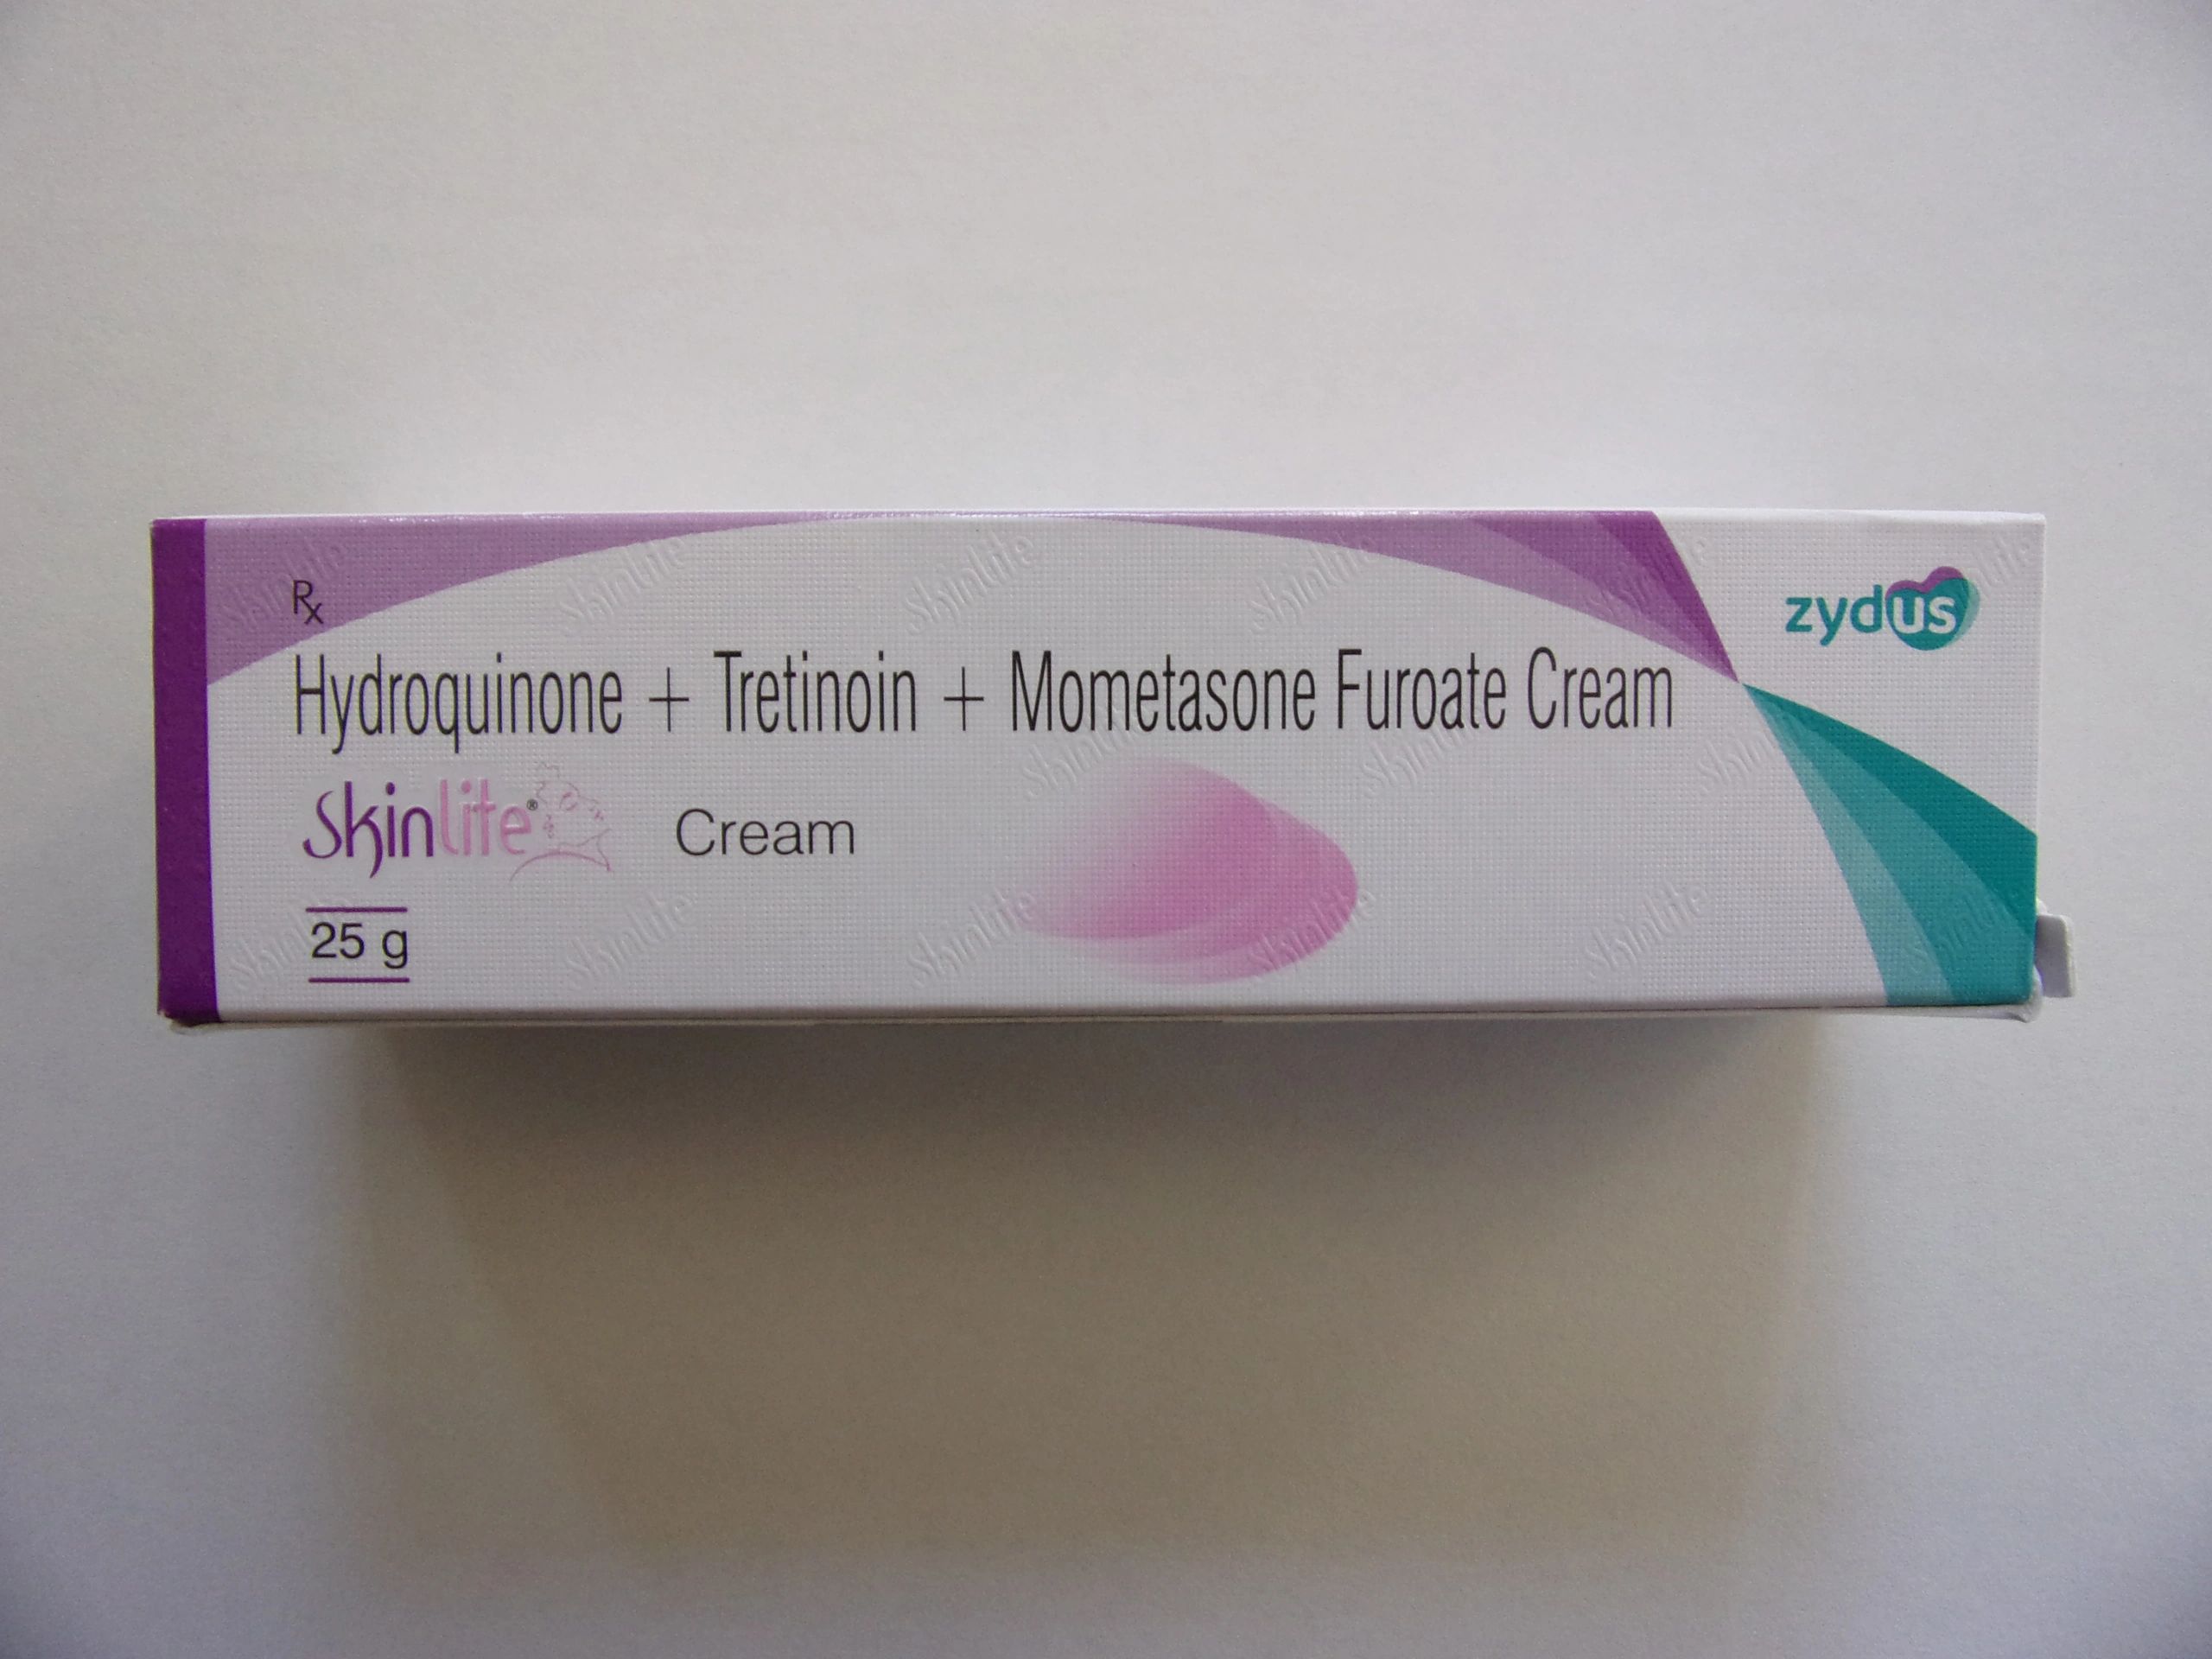 Rx
zydus
Hydroquinone + Tretinoin + Mometasone Furoate Cream
Skinlite® Cream
25 g